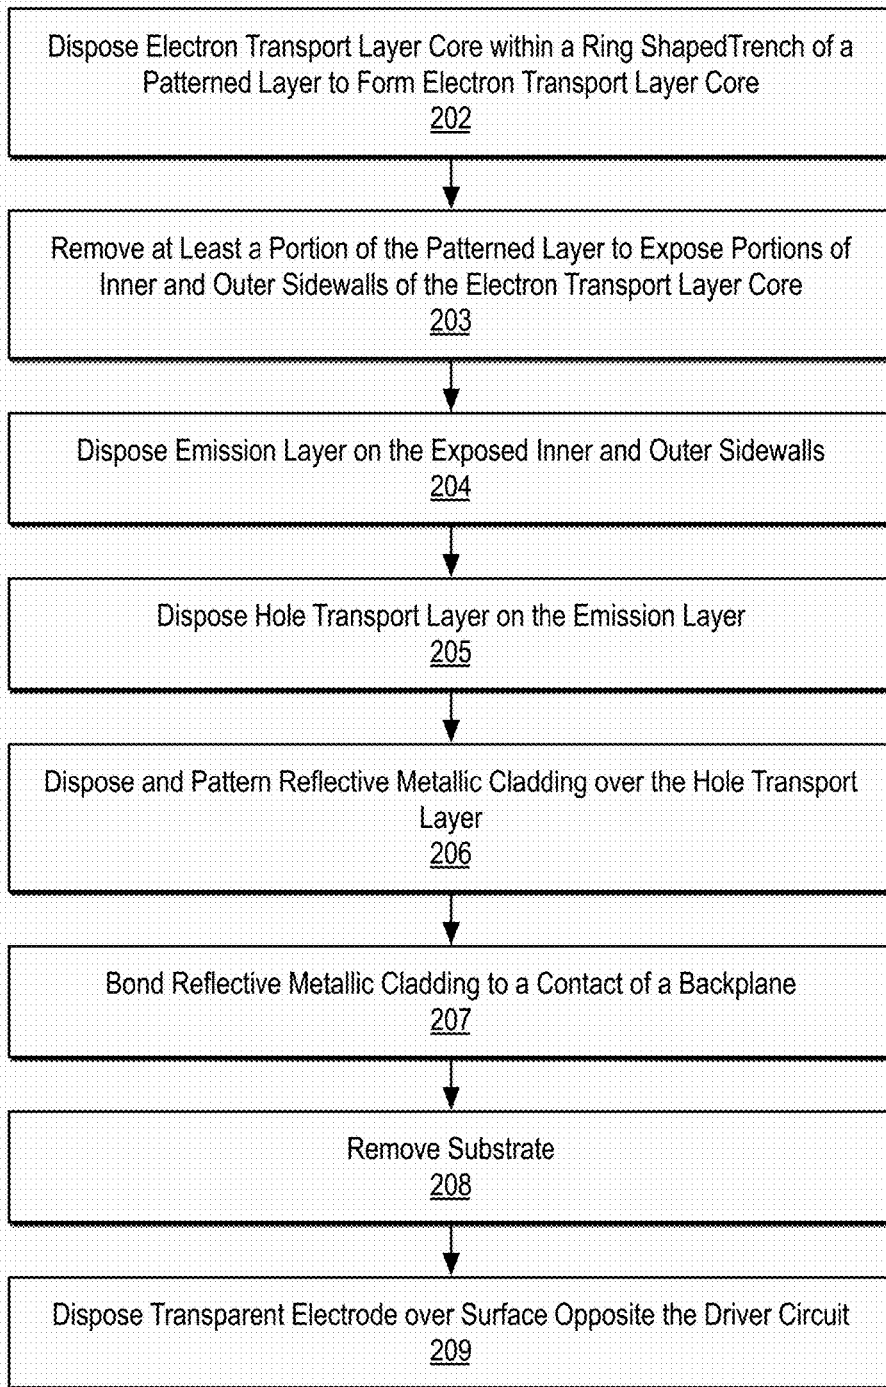 Dispose Electron Transport Layer Core within a Ring ShapedTrench of a
Patterned Layer to Form Electron Transport Layer Core
202
Remove at Least a Portion of the Patterned Layer to Expose Portions of
Inner and Outer Sidewalls of the Electron Transport Layer Core
203
Dispose Emission Layer on the Exposed Inner and Outer Sidewalls
204
Dispose Hole Transport Layer on the Emission Layer
205
Dispose and Pattern Reflective Metallic Cladding over the Hole Transport
Layer
206
Bond Reflective Metallic Cladding to a Contact of a Backplane
207
Remove Substrate
208
Dispose Transparent Electrode over Surface Opposite the Driver Circuit
209